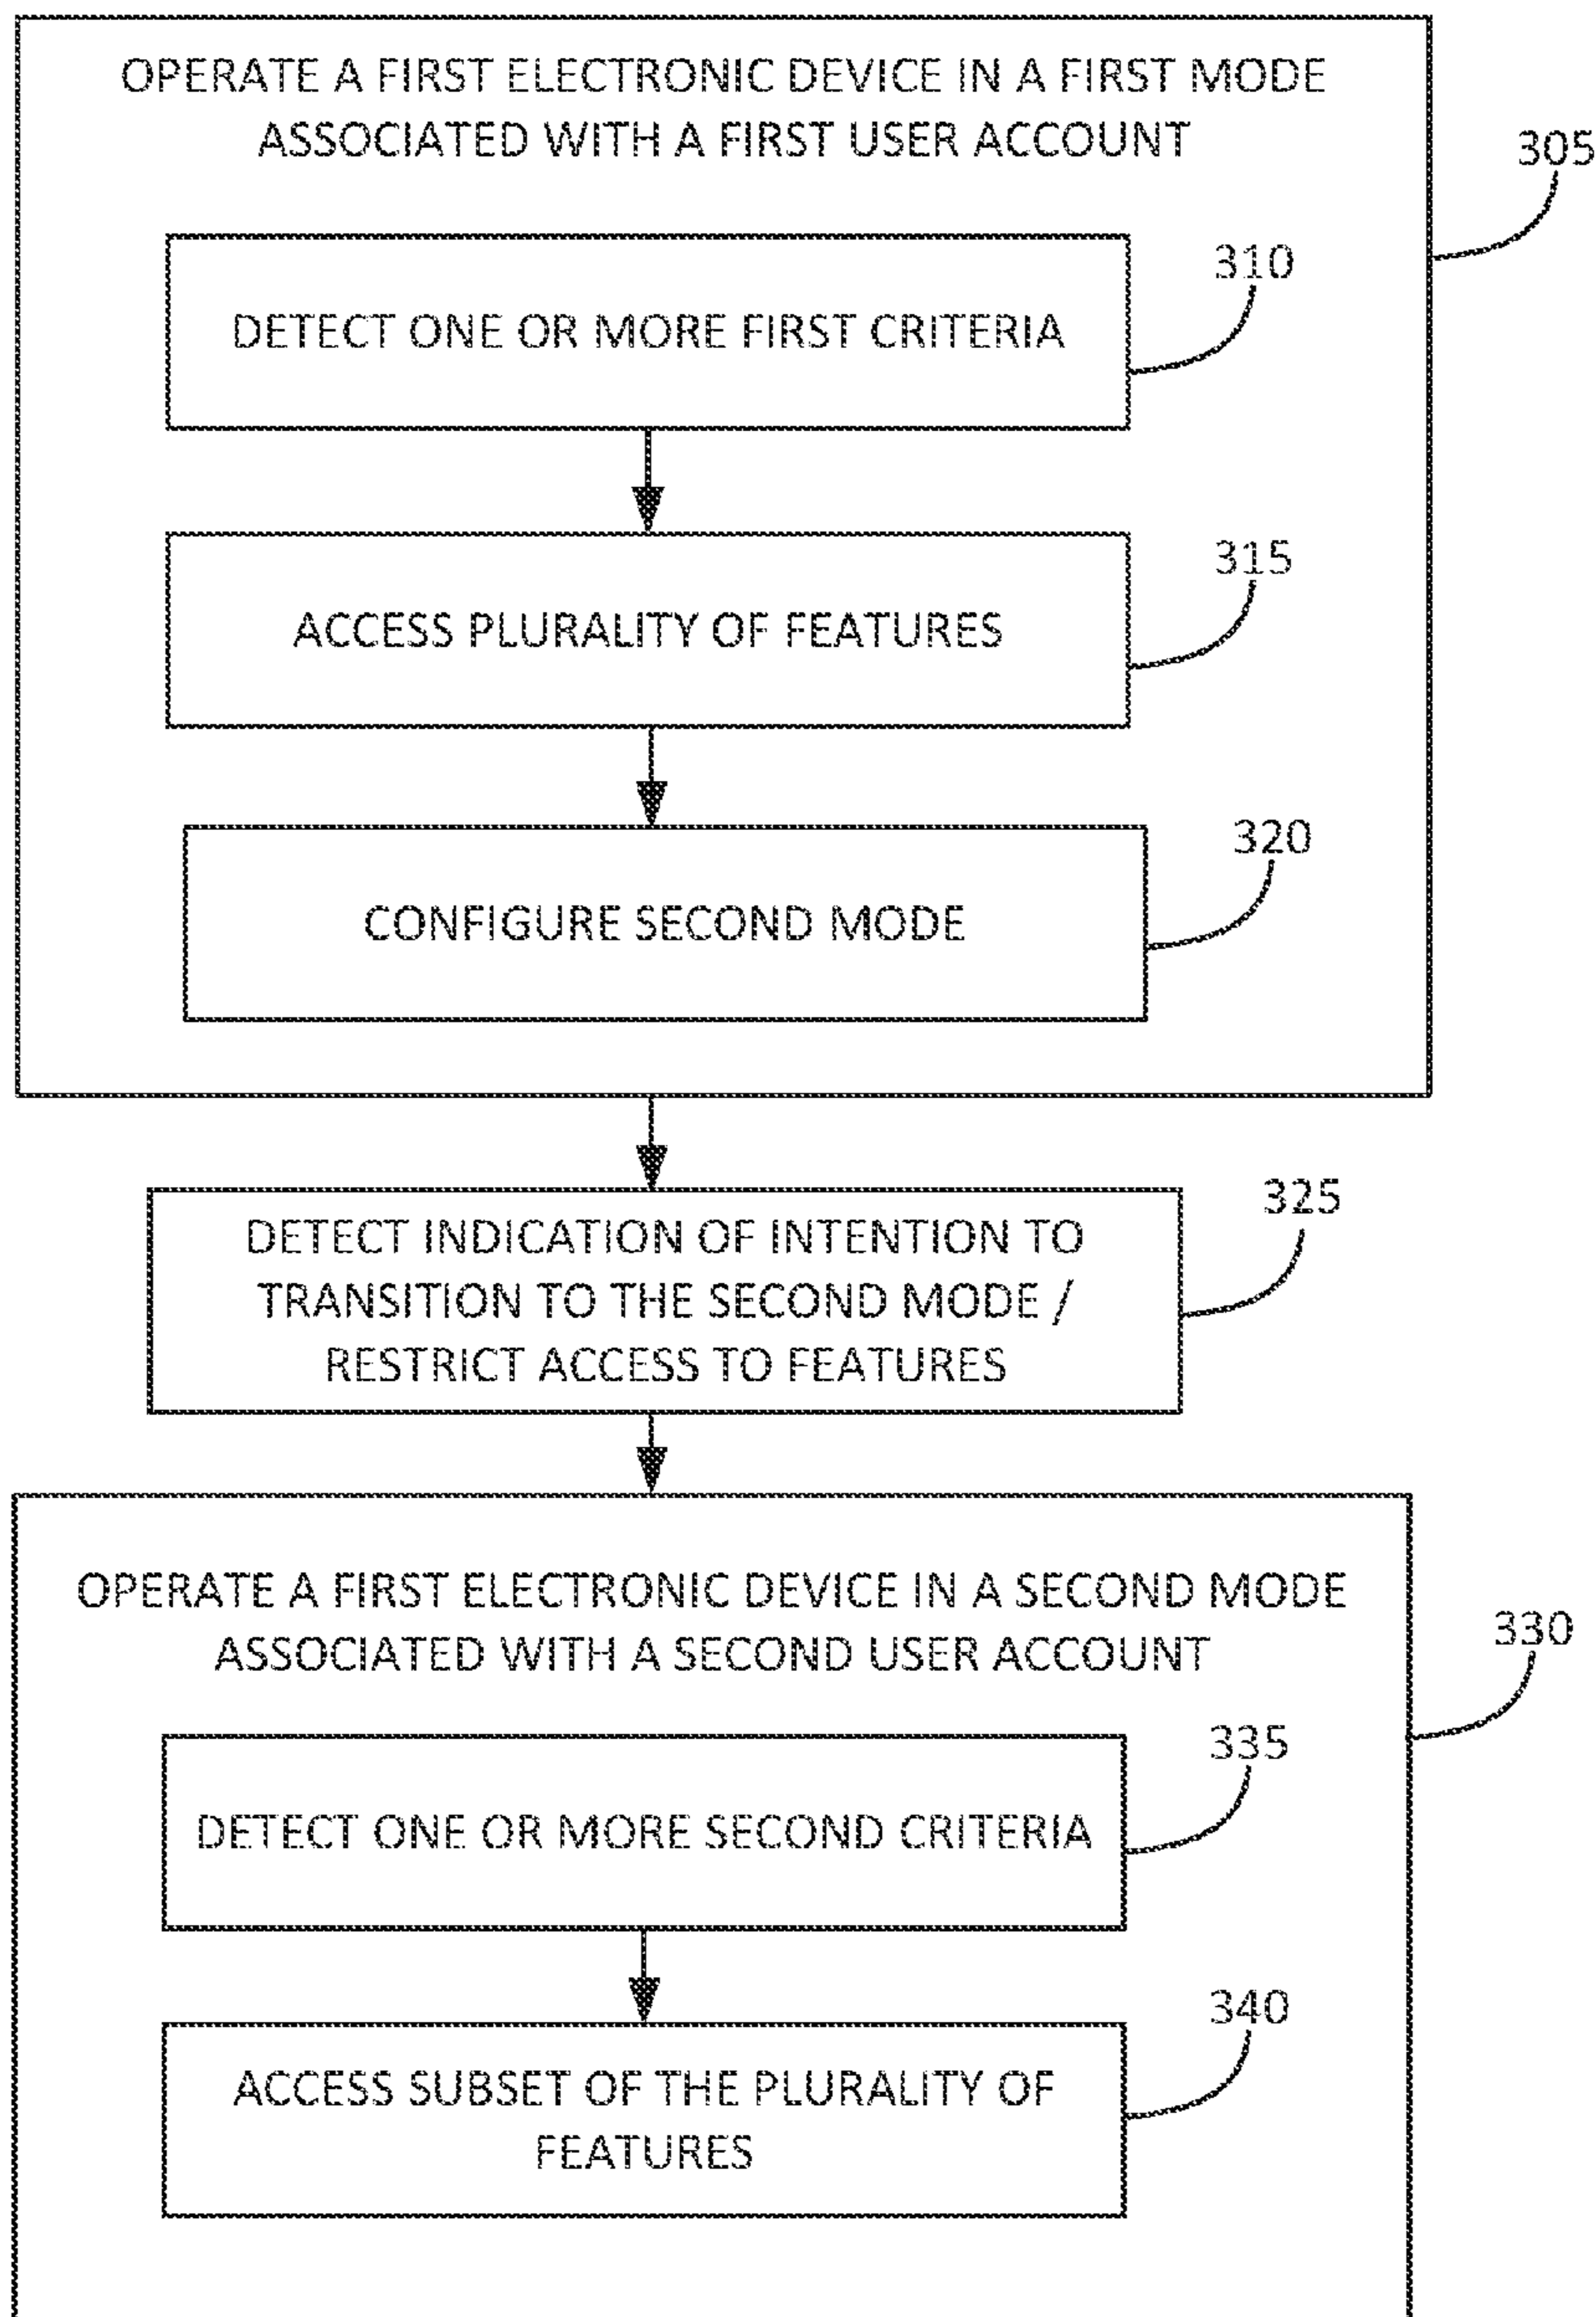 OPERATE A FIRST ELECTRONIC DEVICE IN A FIRST MODE
ASSOCIATED WITH A FIRST USER ACCOUNT
305
310
DETECT ONE OR MORE FIRST CRITERIA
315
ACCESS PLURALITY OF FEATURES
320
CONFIGURE SECOND MODE
325
DETECT INDICATION OF INTENTION TO
TRANSITION TO THE SECOND MODE /
RESTRICT ACCESS TO FEATURES
OPERATE A FIRST ELECTRONIC DEVICE IN A SECOND MODE
ASSOCIATED WITH A SECOND USER ACCOUNT
330
335
DETECT ONE OR MORE SECOND CRITERIA
340
ACCESS SUBSET OF THE PLURALITY OF
FEATURES